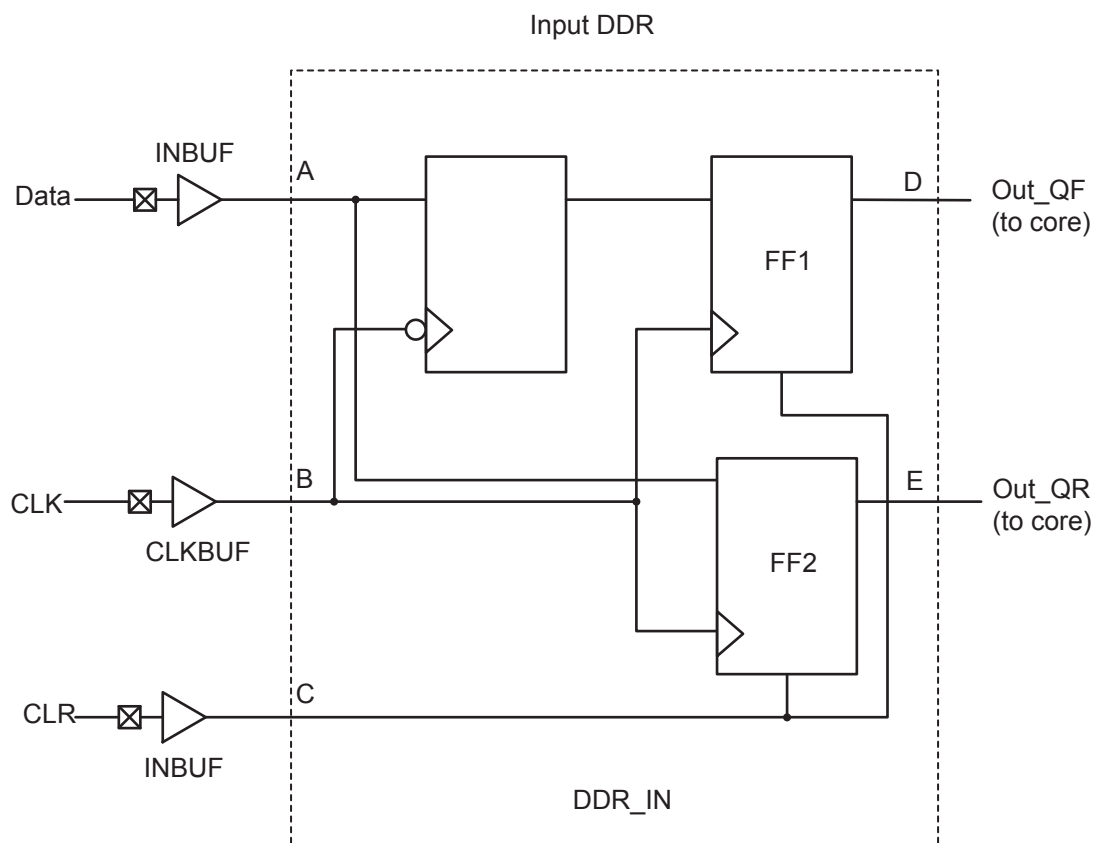 Input DDR
INBUF
A
Data
D
Out_QF
(to core)
FF1
B
E
CLK
Out_QR
(to core)
CLKBUF
FF2
C
CLR
INBUF
DDR_IN